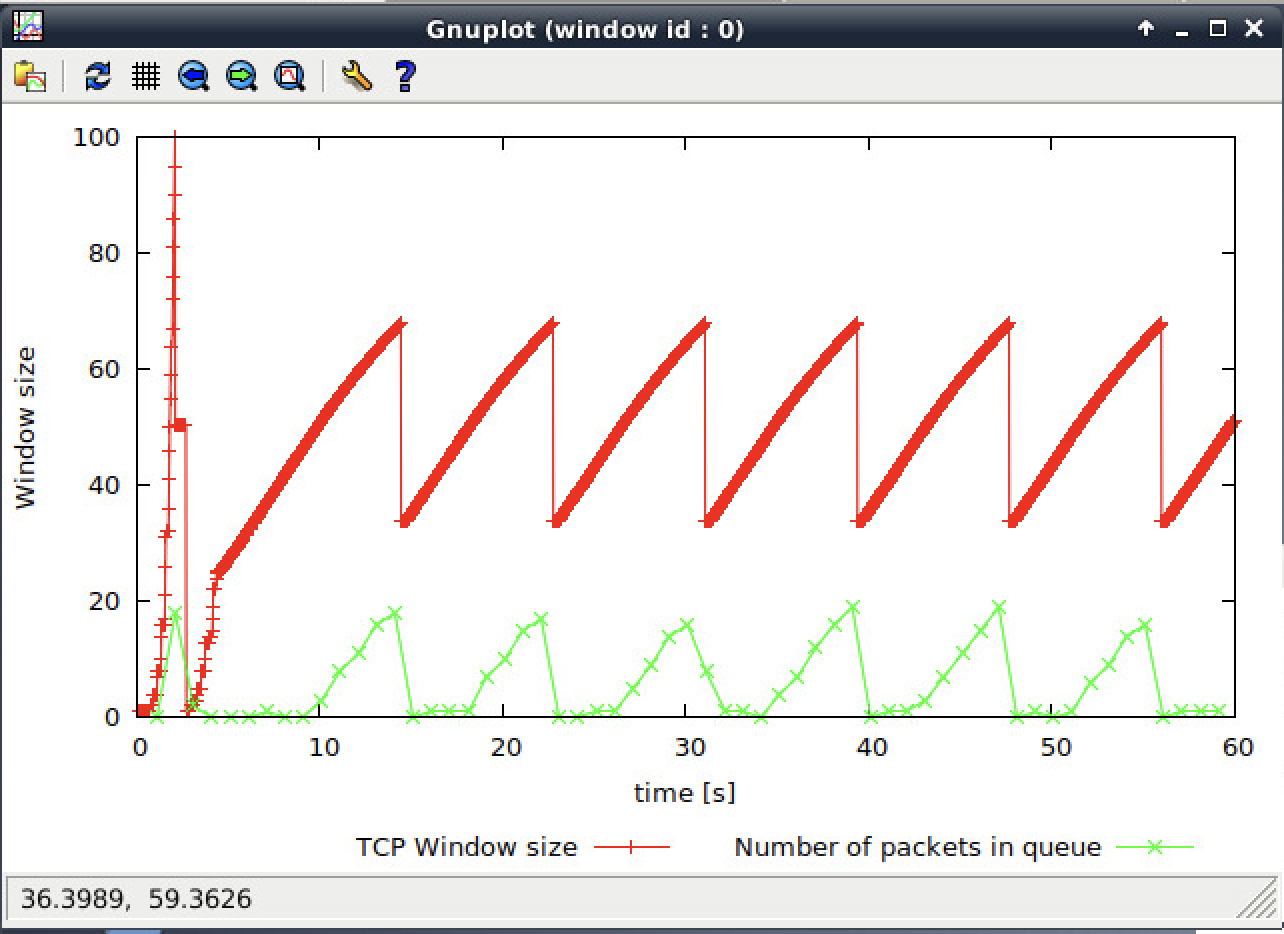 Gnuplot (window id : 0)
100
80
60
40
20
0
Window size
0 10 20 30 40 50 60
time [s]
TCP Window size Number of packets in queue
36.3989, 59.3626